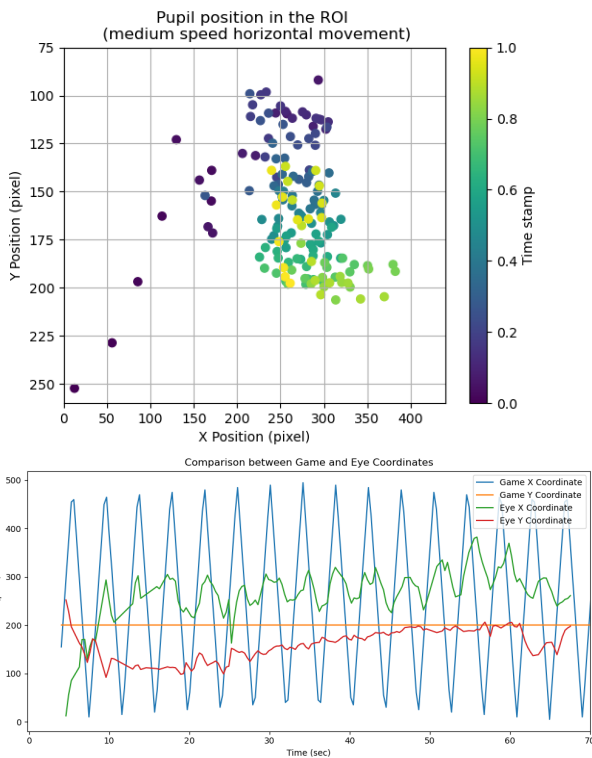 Pupil position in the ROI
(medium speed horizontal movement)
75
100
125
150
175
200
225
250
Y Position (pixel)
0 50 100 150 200 250 300 350 400
X Position (pixel)
1.0
0.8
0.6
0.4
0.2
0.0
Time stamp
Comparison between Game and Eye Coordinates
500
400
300
200
100
0
Game X Coordinate
Game Y Coordinate
Eye X Coordinate
Eye Y Coordinate
0 10 20 30 40 50 60 70
Time (sec)